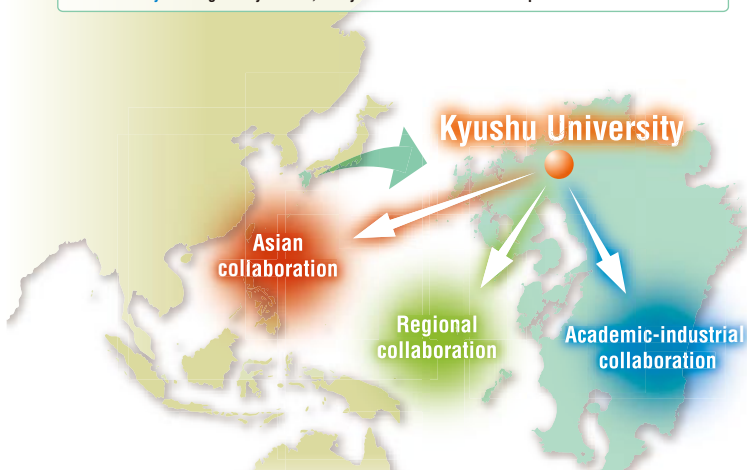 Kyushu University
Asian
collaboration
Regional
collaboration
Academic-industrial
collaboration